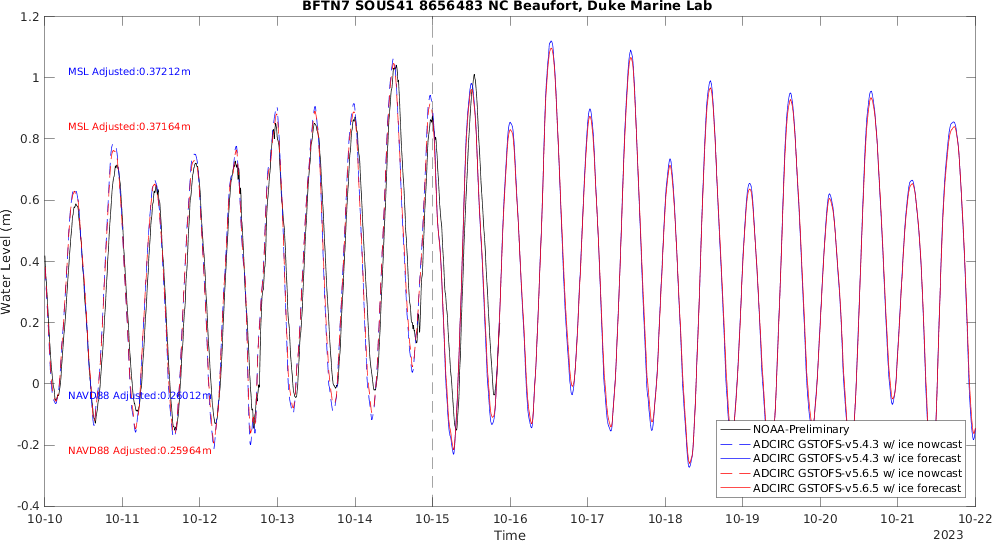 BFTN7 SOUS41 8656483 NC Beaufort, Duke Marine Lab
1.2
1
0.8
0.6
0.4
0.2
0
-0.2
-0.4
Water Level (m)
MSL Adjusted:0.37212m
MSL Adjusted:0.37164m
NAVD88 Adjusted:0.26012m
NAVD88 Adjusted:0.25964m
NOAA-Preliminary
ADCIRC GSTOFS-v5.4.3 w/ ice nowcast
ADCIRC GSTOFS-v5.4.3 w/ ice forecast
ADCIRC GSTOFS-v5.6.5 w/ ice nowcast
ADCIRC GSTOFS-v5.6.5 w/ ice forecast
10-10 10-11 10-12 10-13 10-14 10-15 10-16 10-17 10-18 10-19 10-20 10-21 10-22
Time
2023